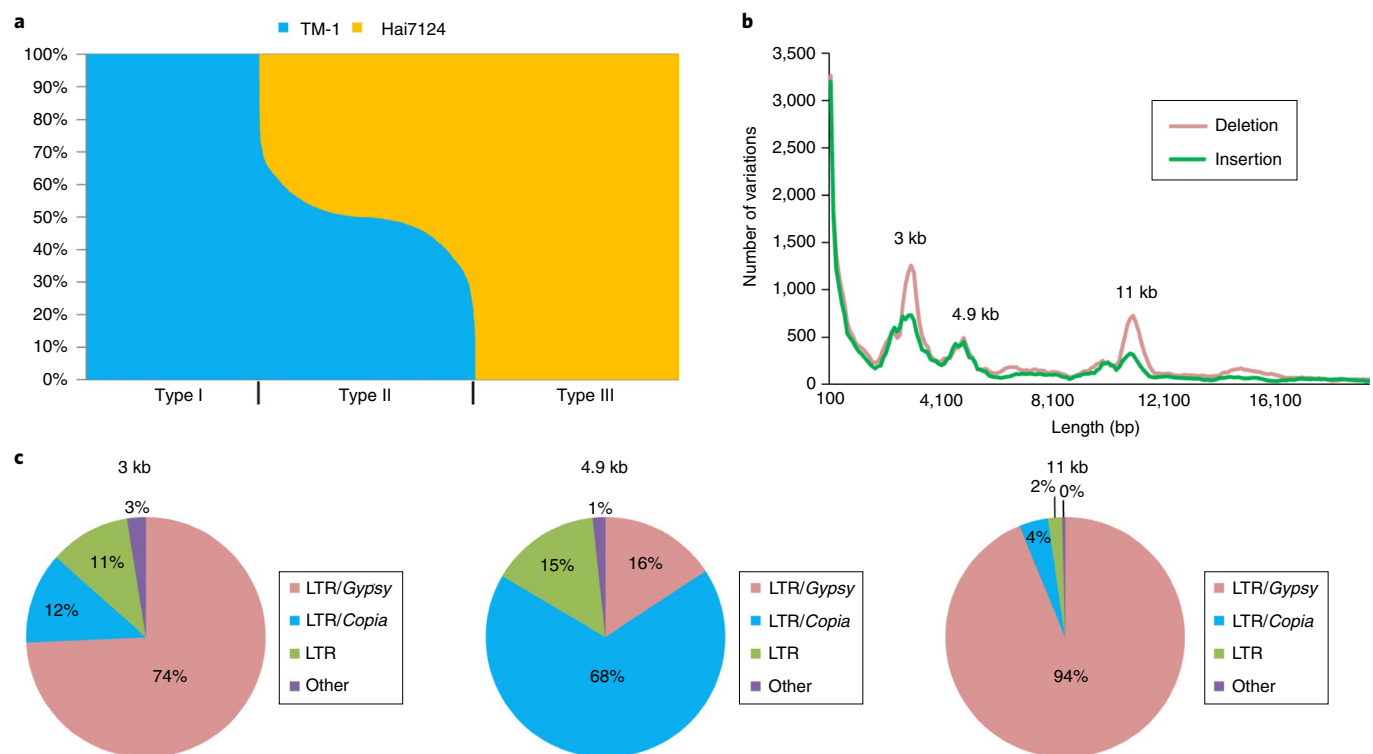 a
TM-1 Hai7124
100%
90%
80%
70%
60%
50%
40%
30%
20%
10%
0%
Type I Type II Type III
b
3,500
3,000
2,500
2,000
1,500
1,000
500
0
Number of variations
Deletion
Insertion
3 kb
4.9 kb
11 kb
100 4,100 8,100 12,100 16,100
Length (bp)
c
3 kb
3%
11%
12%
74%
LTR/Gypsy
LTR/Copia
LTR
Other
4.9 kb
1%
15%
16%
68%
LTR/Gypsy
LTR/Copia
LTR
Other
11 kb
2% 0%
4%
94%
LTR/Gypsy
LTR/Copia
LTR
Other